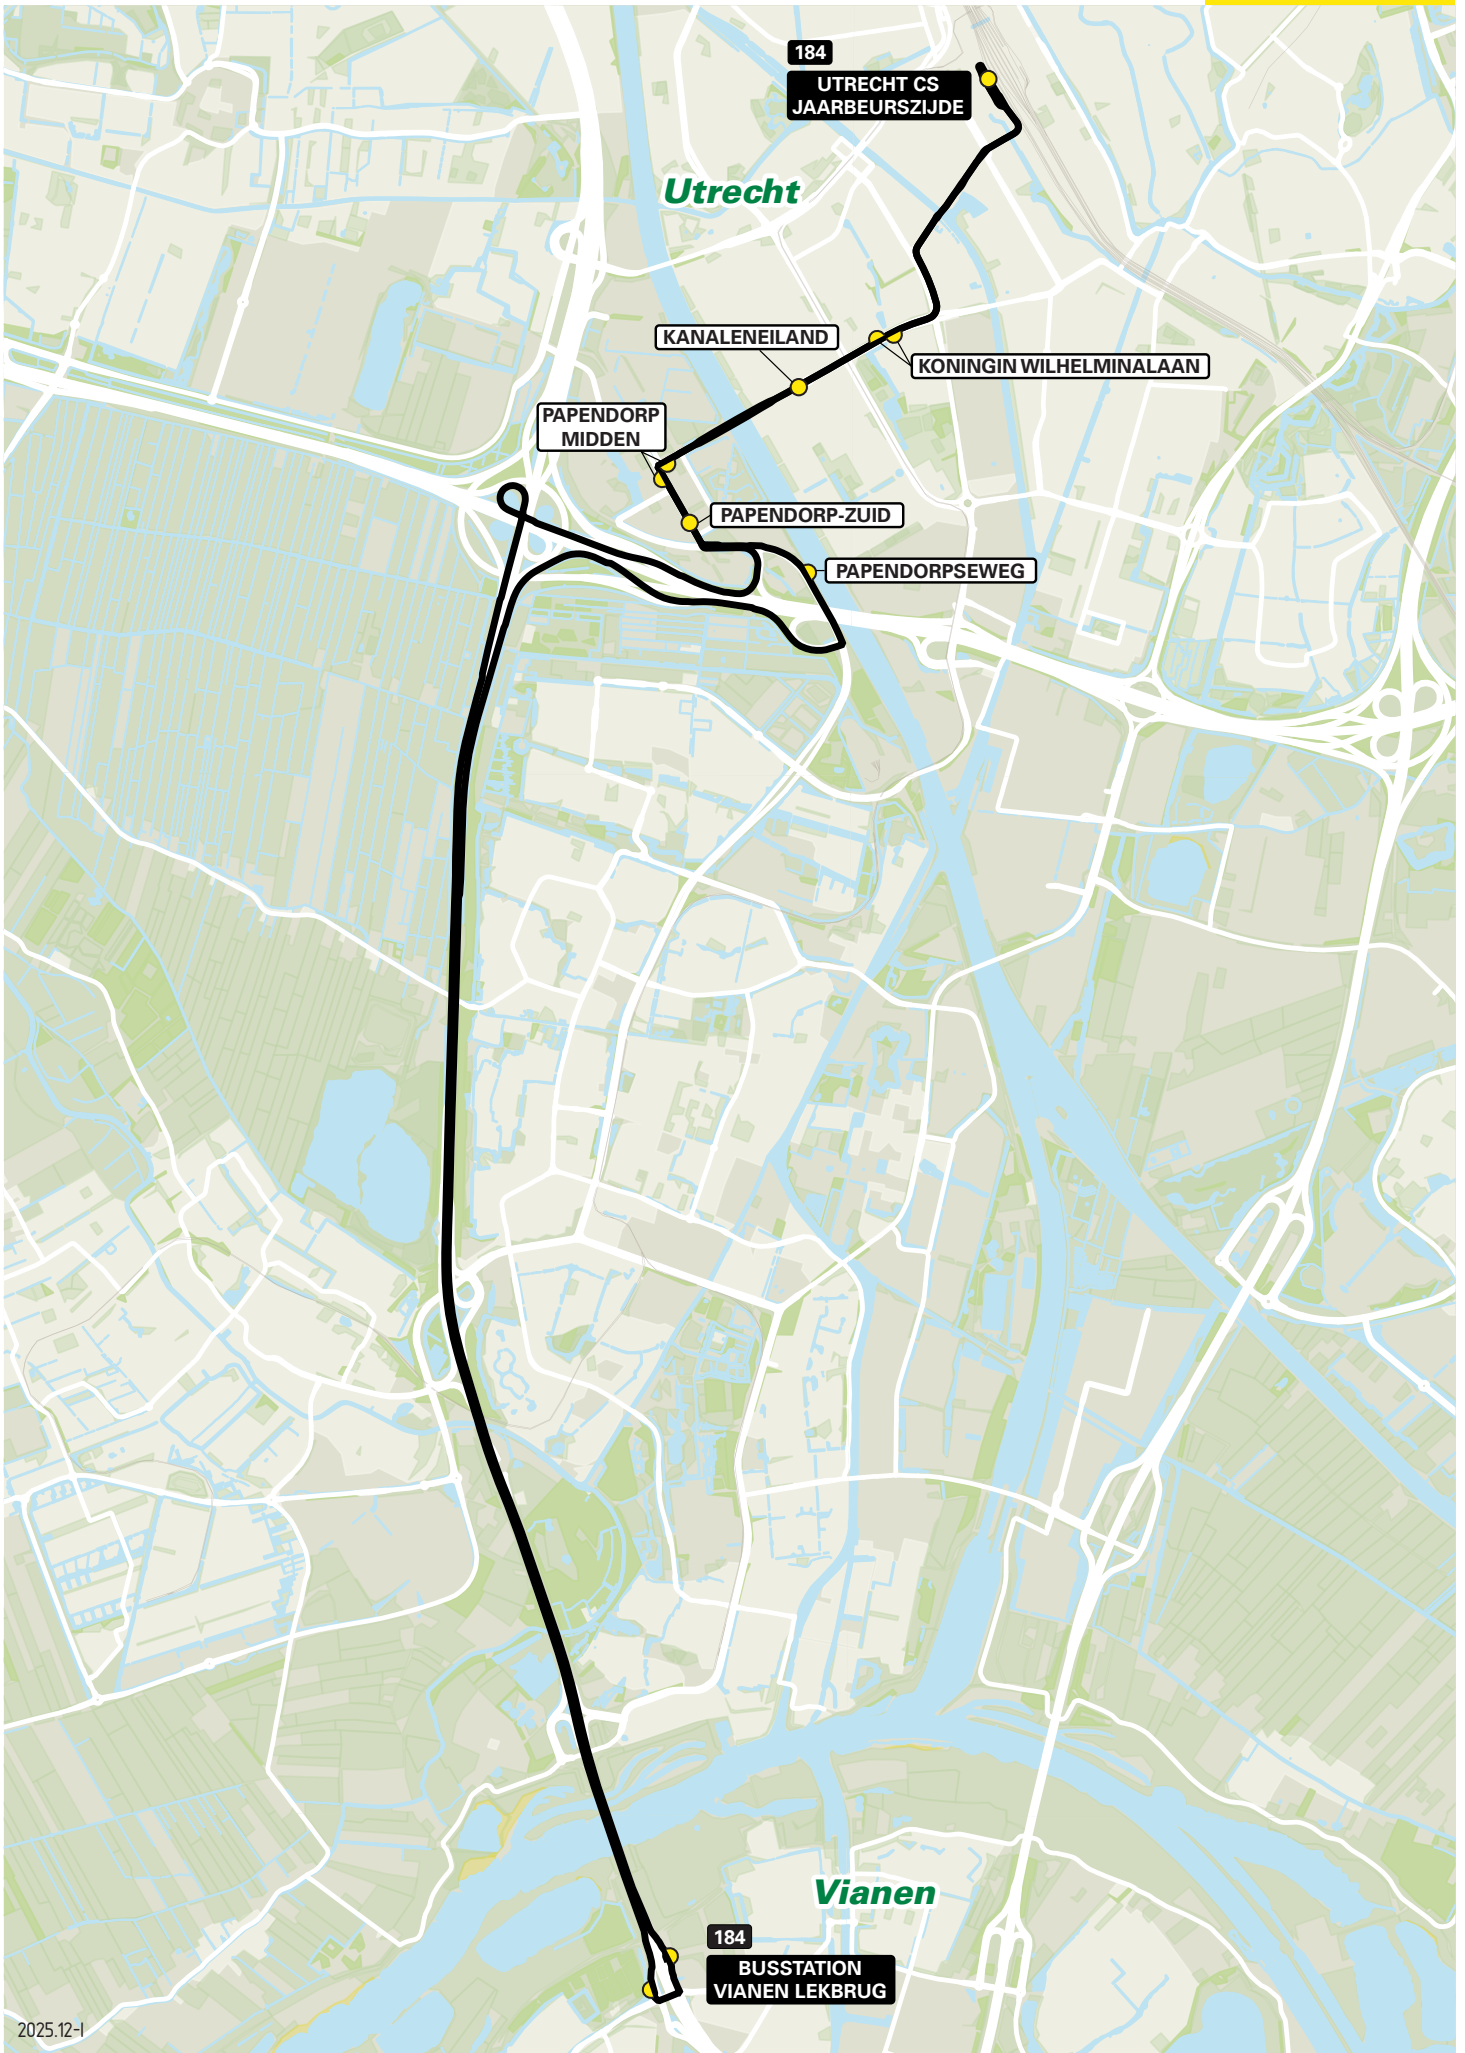 184
UTRECHT CS
JAARBEURSZIJDE
Utrecht
KANALENEILAND
KONINGIN WILHELMINALAAN
PAPENDORP
MIDDEN
PAPENDORP-ZUID
PAPENDORPSEWEG
Vianen
184
BUSSTATION
VIANEN LEKBRUG
2025.12-I